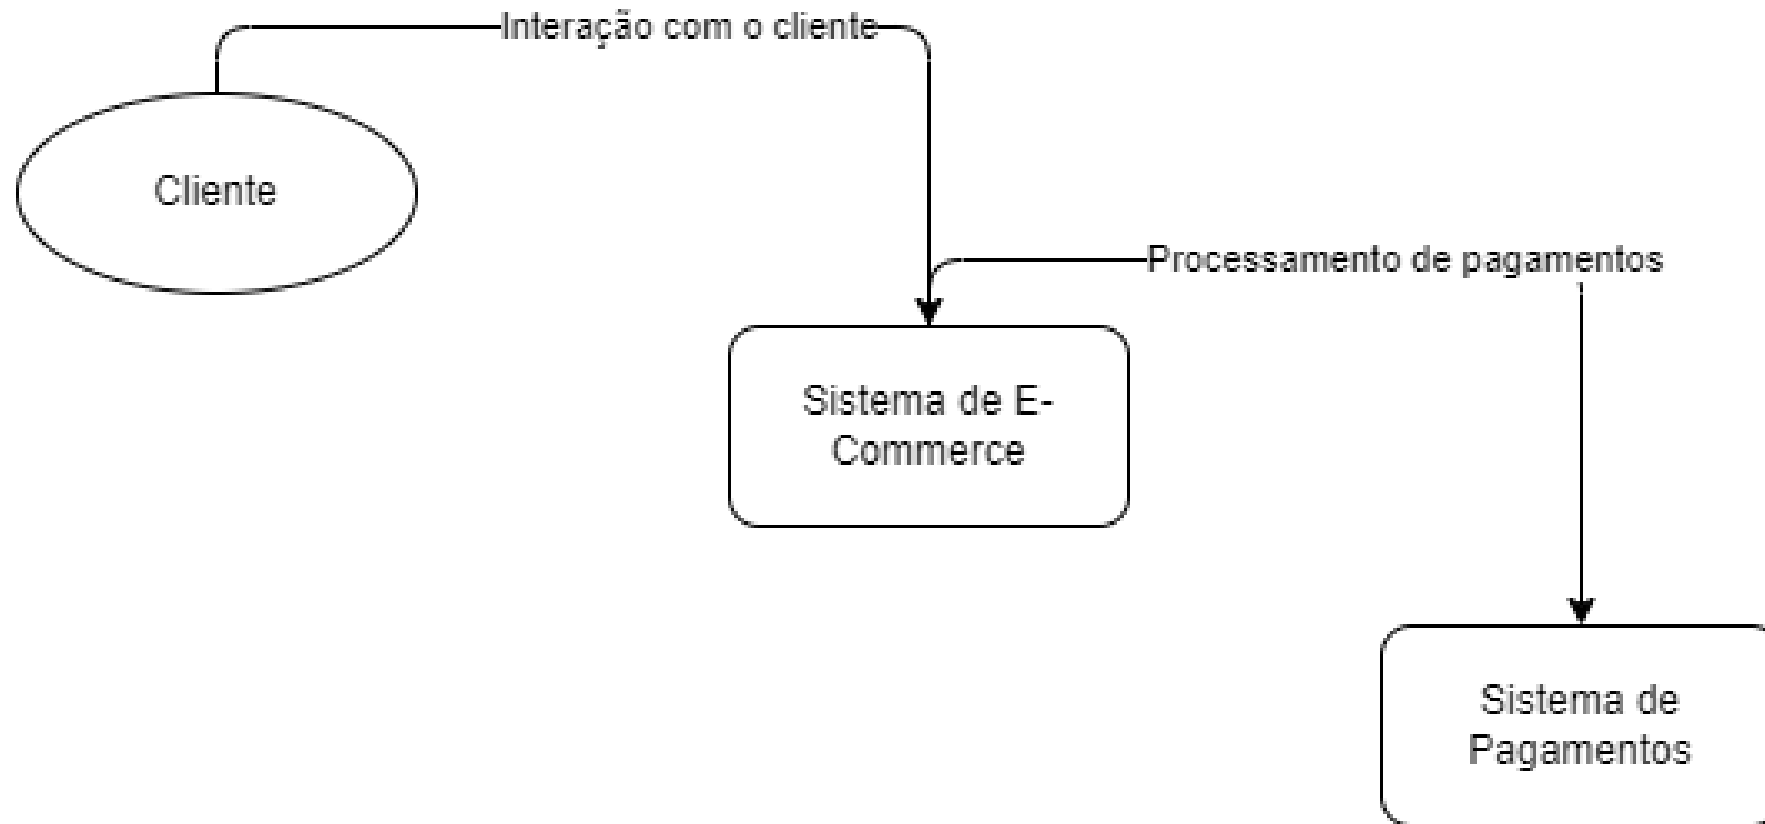 Interação com o cliente
Cliente
Processamento de pagamentos
Sistema de E-
Commerce
Sistema de
Pagamentos